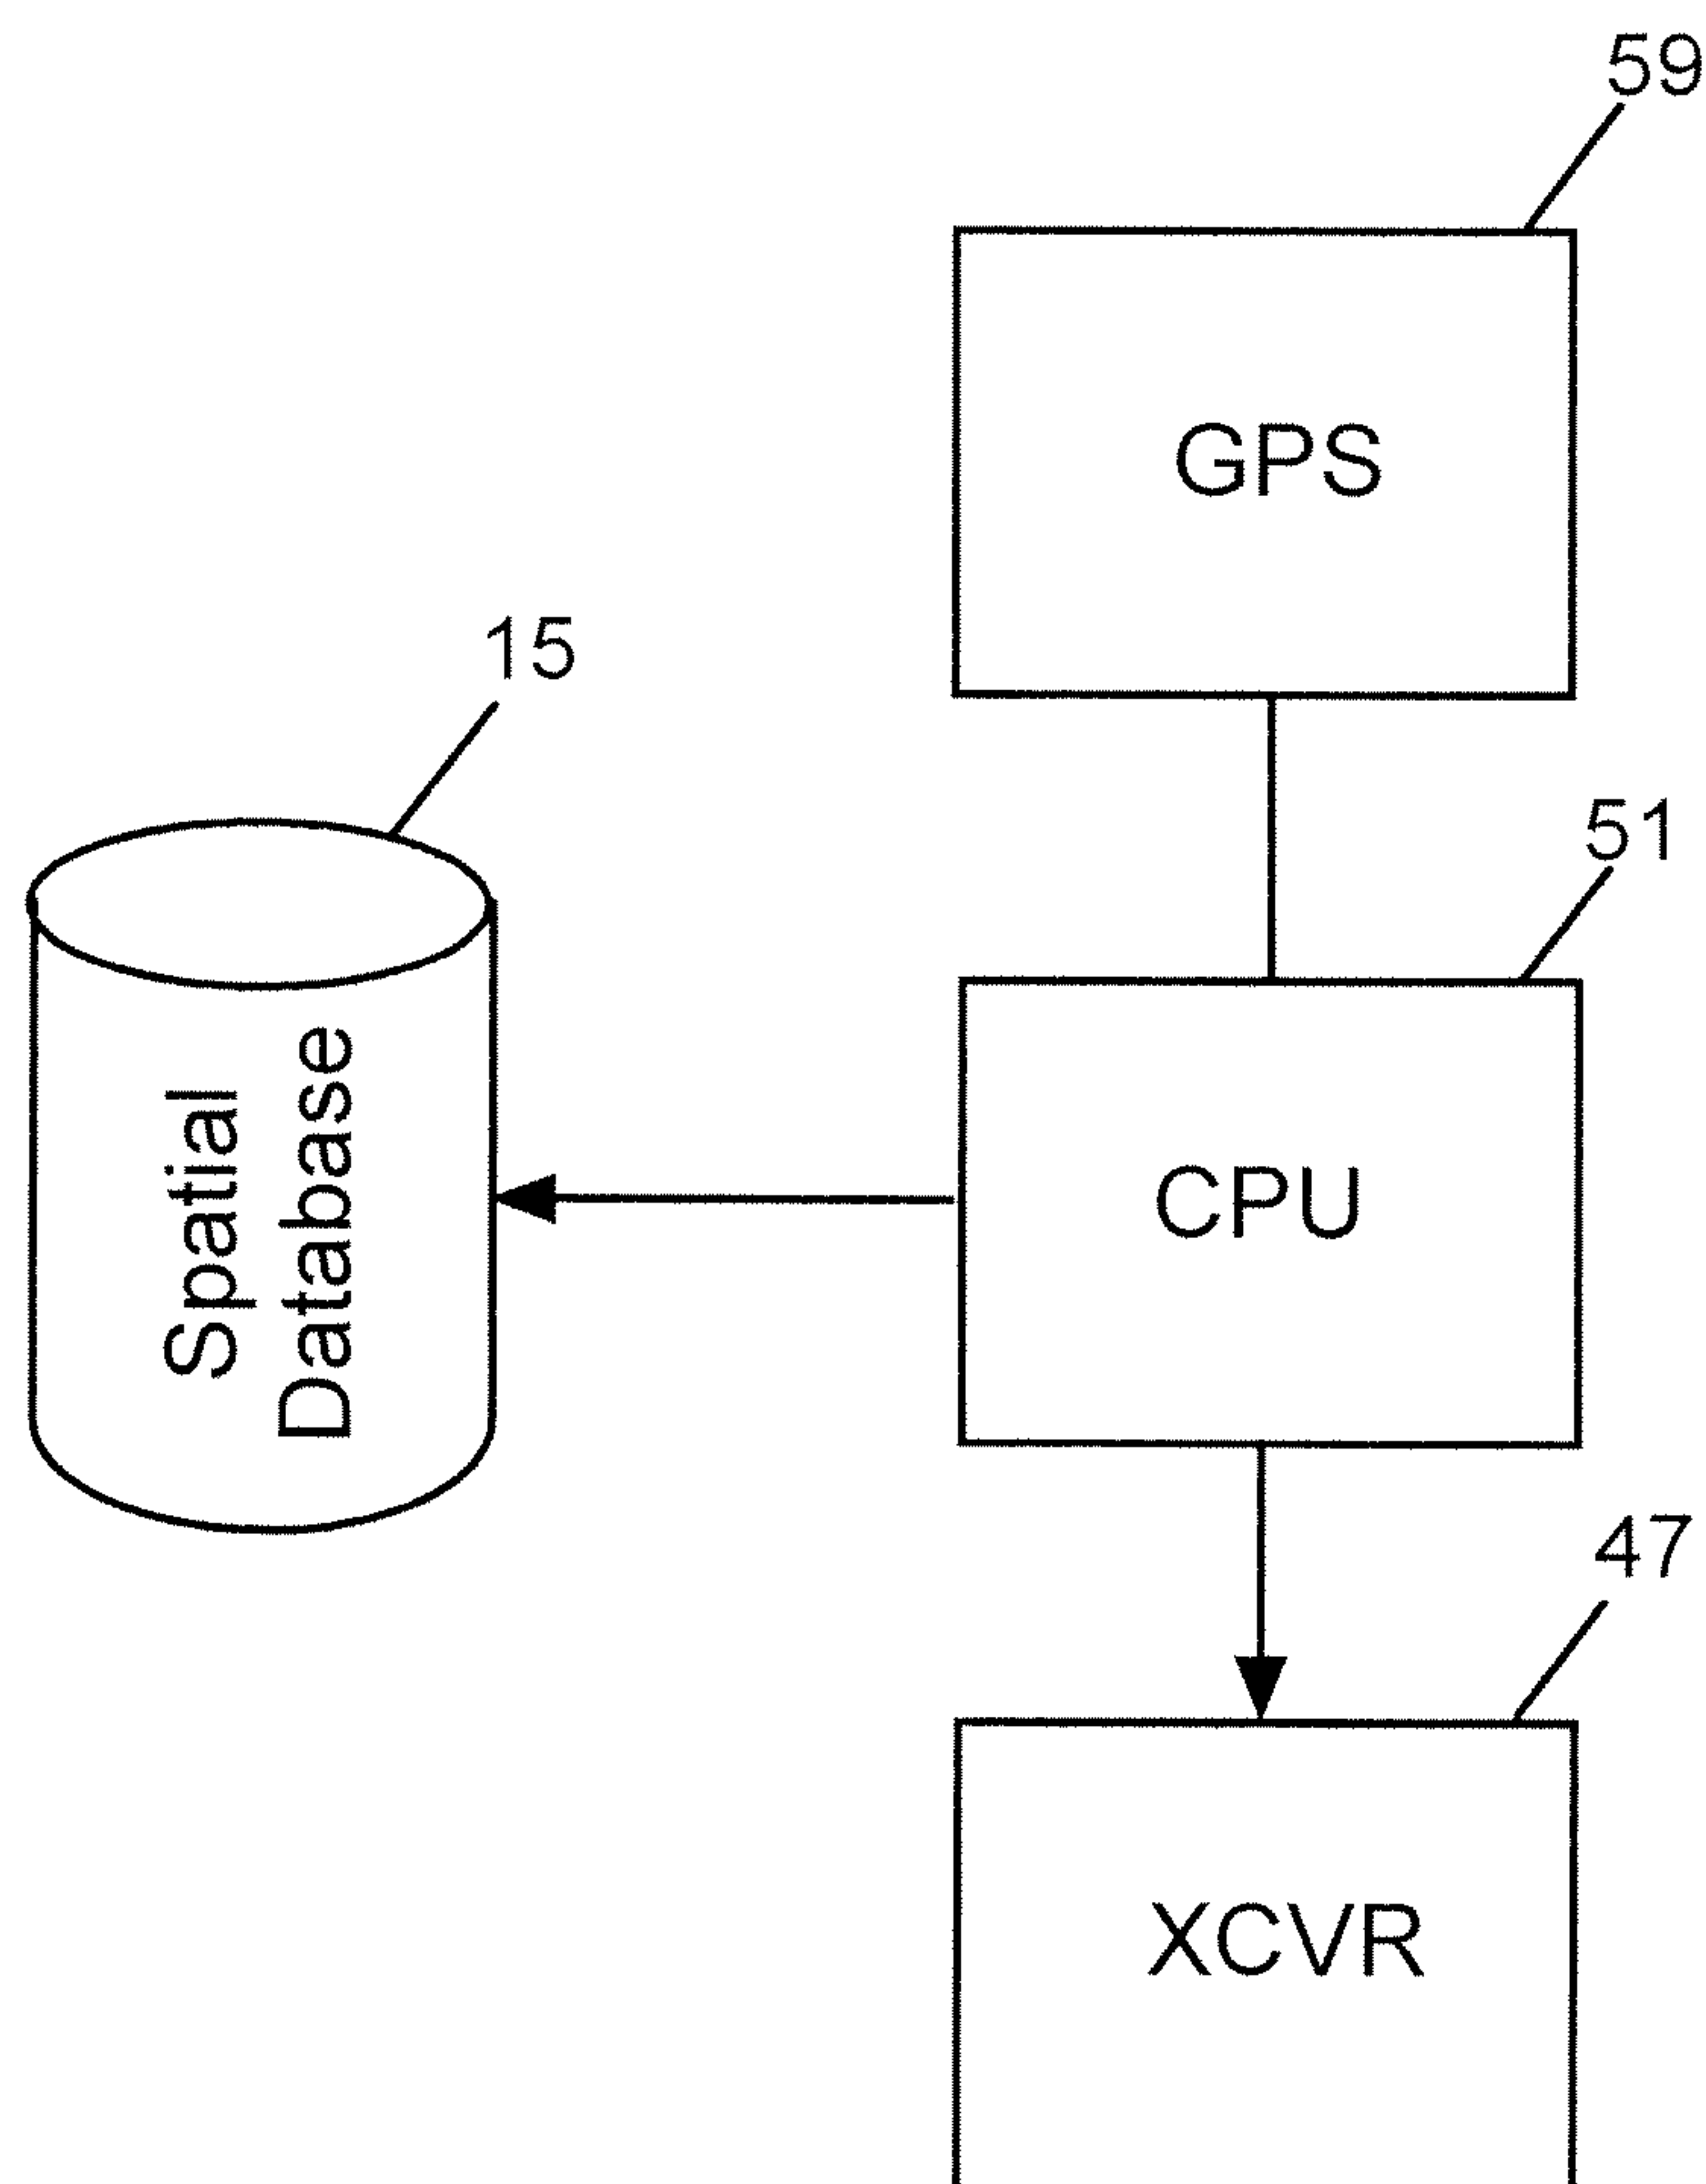 59
GPS
15
51
Spatial
Database
CPU
47
XCVR